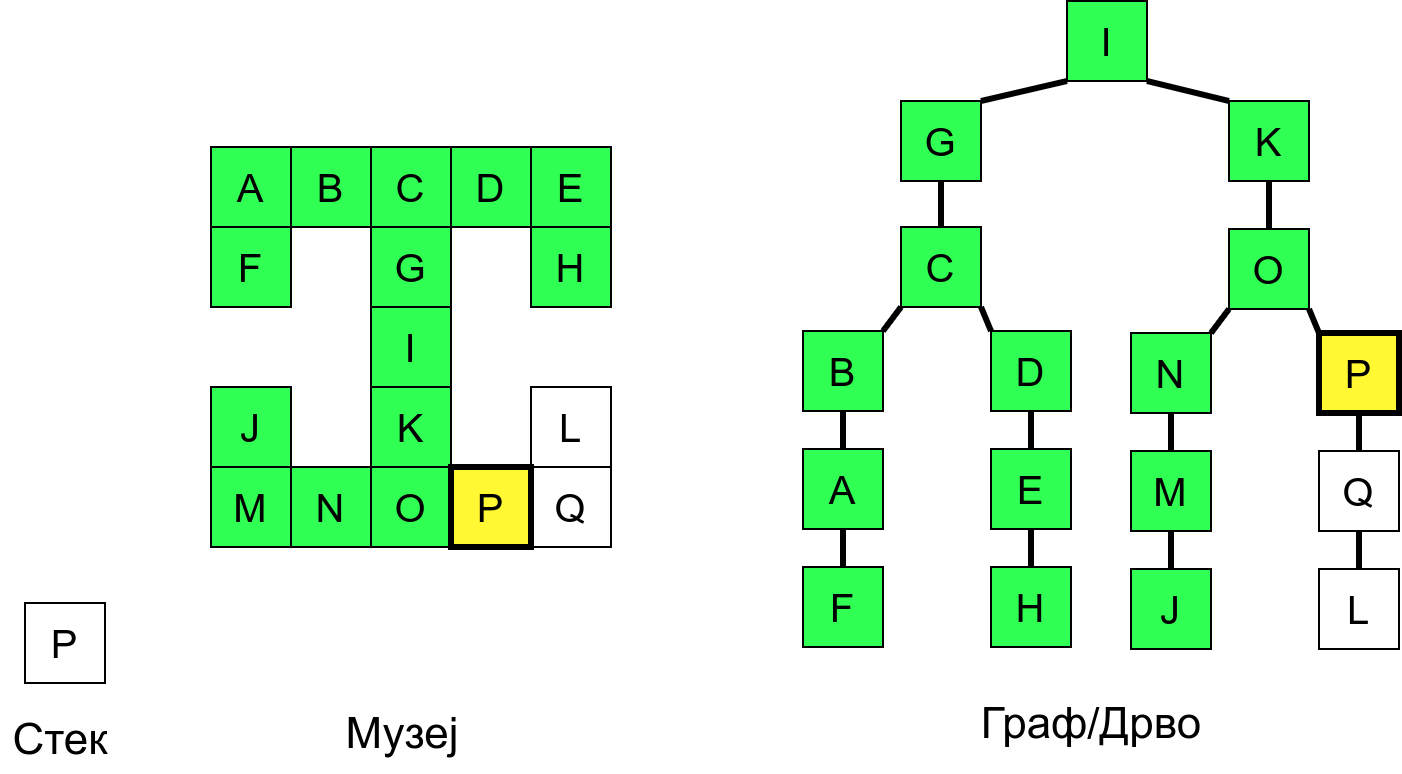 A B C D E
F G H
I
J K L
M N O P Q
P
Стек
Музеј
I
G K
C O
B D N P
A E M Q
F H J L
Граф/Дрво